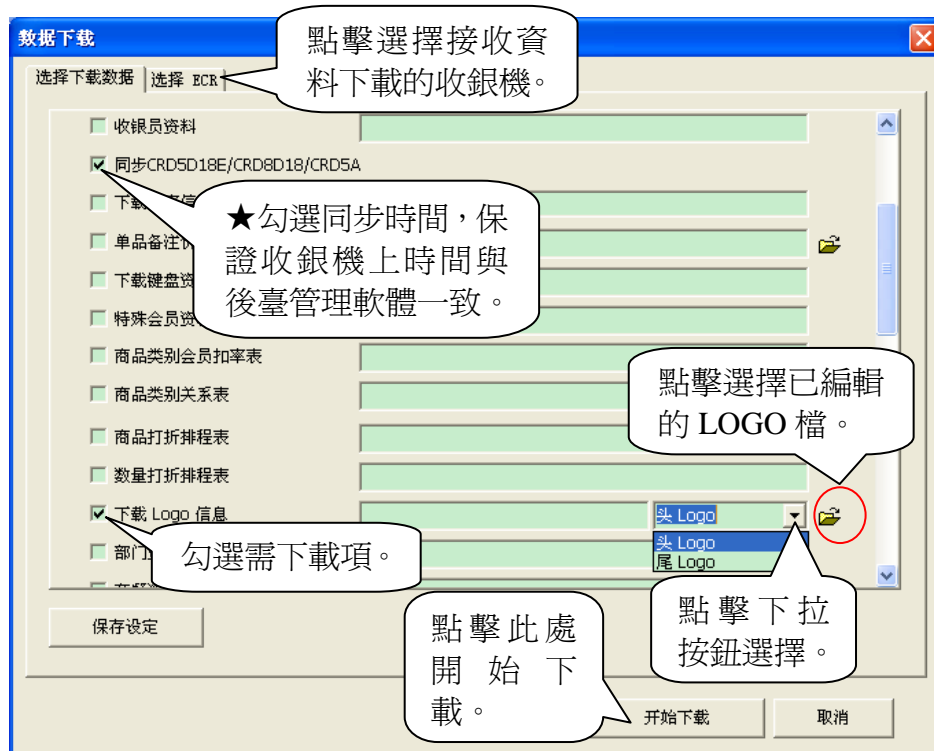 数据下载
點擊選擇接收資
料下載的收銀機。
选择下载数据
选择 ECR
收银员资料
同步CRD5D18E/CRD8D18/CRD5A
★勾選同步時間，保
證收銀機上時間與
後臺管理軟體一致。
下载
单品备注
下载键盘资
特殊会员资
商品类别会员扣率表
商品类别关系表
點擊選擇已編輯
的 LOGO 檔。
商品打折排程表
数量打折排程表
下载 Logo 信息
头 Logo
头 Logo
尾 Logo
部门
勾選需下載項。
點擊下拉
按鈕選擇。
保存设定
點擊此處
開始下
載。
开始下载
取消